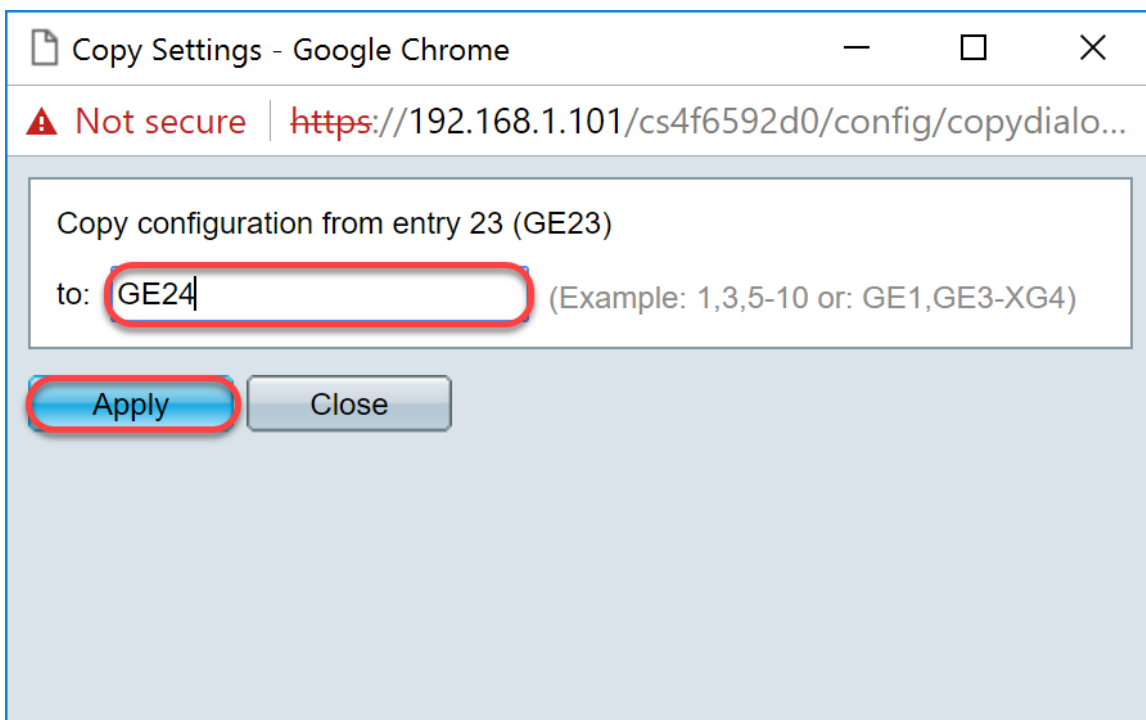 Copy Settings - Google Chrome
Not secure https://192.168.1.101/cs4f6592d0/config/copydialo...
Copy configuration from entry 23 (GE23)
to: GE24 (Example: 1,3,5-10 or: GE1,GE3-XG4)
Apply Close